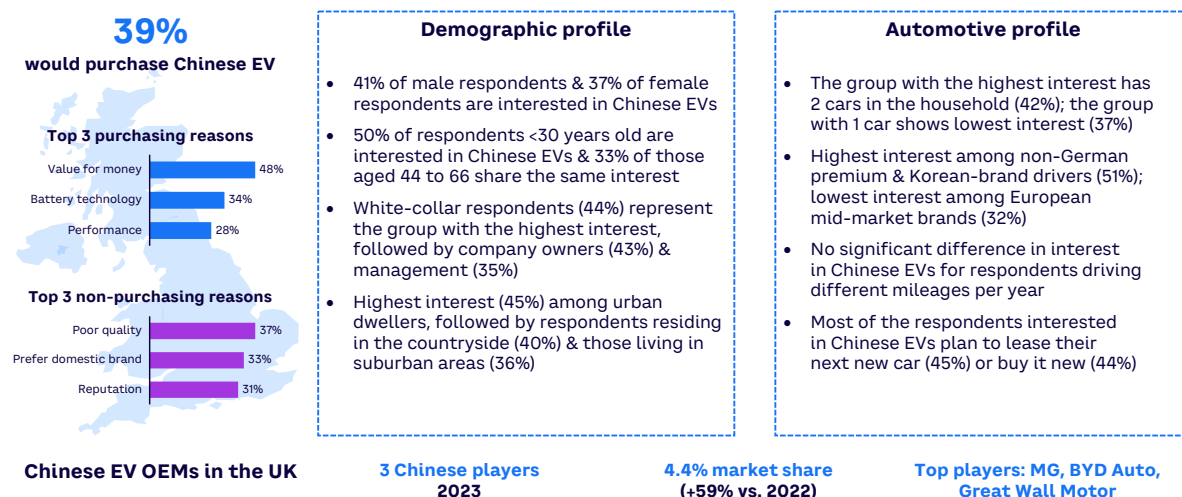 39%
would purchase Chinese EV
Top 3 purchasing reasons
Value for money 48%
Battery technology 34%
Performance 28%
Top 3 non-purchasing reasons
Poor quality 37%
Prefer domestic brand 33%
Reputation 31%
Demographic profile
• 41% of male respondents & 37% of female
respondents are interested in Chinese EVs
• 50% of respondents <30 years old are
interested in Chinese EVs & 33% of those
aged 44 to 66 share the same interest
• White-collar respondents (44%) represent
the group with the highest interest,
followed by company owners (43%) &
management (35%)
• Highest interest (45%) among urban
dwellers, followed by respondents residing
in the countryside (40%) & those living in
suburban areas (36%)
Automotive profile
• The group with the highest interest has
2 cars in the household (42%); the group
with 1 car shows lowest interest (37%)
• Highest interest among non-German
premium & Korean-brand drivers (51%);
lowest interest among European
mid-market brands (32%)
• No significant difference in interest
in Chinese EVs for respondents driving
different mileages per year
• Most of the respondents interested
in Chinese EVs plan to lease their
next new car (45%) or buy it new (44%)
Chinese EV OEMs in the UK
3 Chinese players
2023
4.4% market share
(+59% vs. 2022)
Top players: MG, BYD Auto,
Great Wall Motor